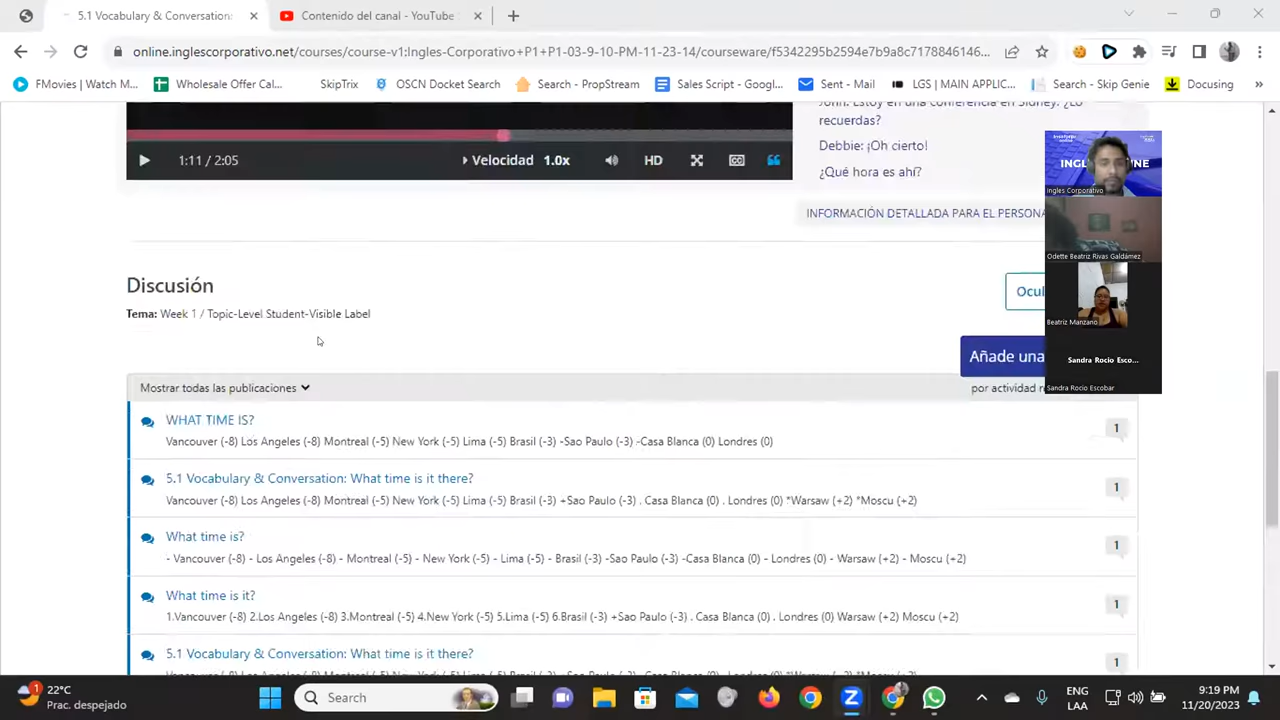 5.1 Vocabulary & Conversation:
Contenido del canal - YouTube
online.inglescorporativo.net/courses/course-v1:Ingles-Corporativo+P1+P1-03-9-10-PM-11-23-14/courseware/f5342295b2594e7b9a8c7178846146...
FMovies | Watch M...
Wholesale Offer Cal...
SkipTrix
OSCN Docket Search
Search - PropStream
Sales Script - Googl...
Sent - Mail
LGS | MAIN APPLIC...
Search - Skip Genie
Docusing
»
John: Estoy en una conferencia en Sidney. ¿Lo
recuerdas?
Debbie: ¡Oh cierto!
¿Qué hora es ahí?
1:11 / 2:05
Velocidad 1.0x
HD
INFORMACIÓN DETALLADA PARA EL PERSONA
INGL
NE
Ingles Corporativo
Odette Beatriz Rivas Galdámez
Beatriz Manzano
Sandra Rocio Esco...
Sandra Rocio Escobar
Discusión
Ocul
Tema: Week 1 / Topic-Level Student-Visible Label
Añade una
Mostrar todas las publicaciones
por actividad r
WHAT TIME IS?
Vancouver (-8) Los Angeles (-8) Montreal (-5) New York (-5) Lima (-5) Brasil (-3) -Sao Paulo (-3) -Casa Blanca (0) Londres (0)
1
5.1 Vocabulary & Conversation: What time is it there?
Vancouver (-8) Los Angeles (-8) Montreal (-5) New York (-5) Lima (-5) Brasil (-3) +Sao Paulo (-3) . Casa Blanca (0) . Londres (0) *Warsaw (+2) *Moscu (+2)
1
What time is?
- Vancouver (-8) - Los Angeles (-8) - Montreal (-5) - New York (-5) - Lima (-5) - Brasil (-3) -Sao Paulo (-3) -Casa Blanca (0) - Londres (0) - Warsaw (+2) - Moscu (+2)
1
What time is it?
1.Vancouver (-8) 2.Los Angeles (-8) 3.Montreal (-5) 4.New York (-5) 5.Lima (-5) 6.Brasil (-3) +Sao Paulo (-3) . Casa Blanca (0) . Londres (0) Warsaw (+2) Moscu (+2)
1
5.1 Vocabulary & Conversation: What time is it there?
1
22°C
Prac. despejado
Search
ENG
LAA
9:19 PM
11/20/2023